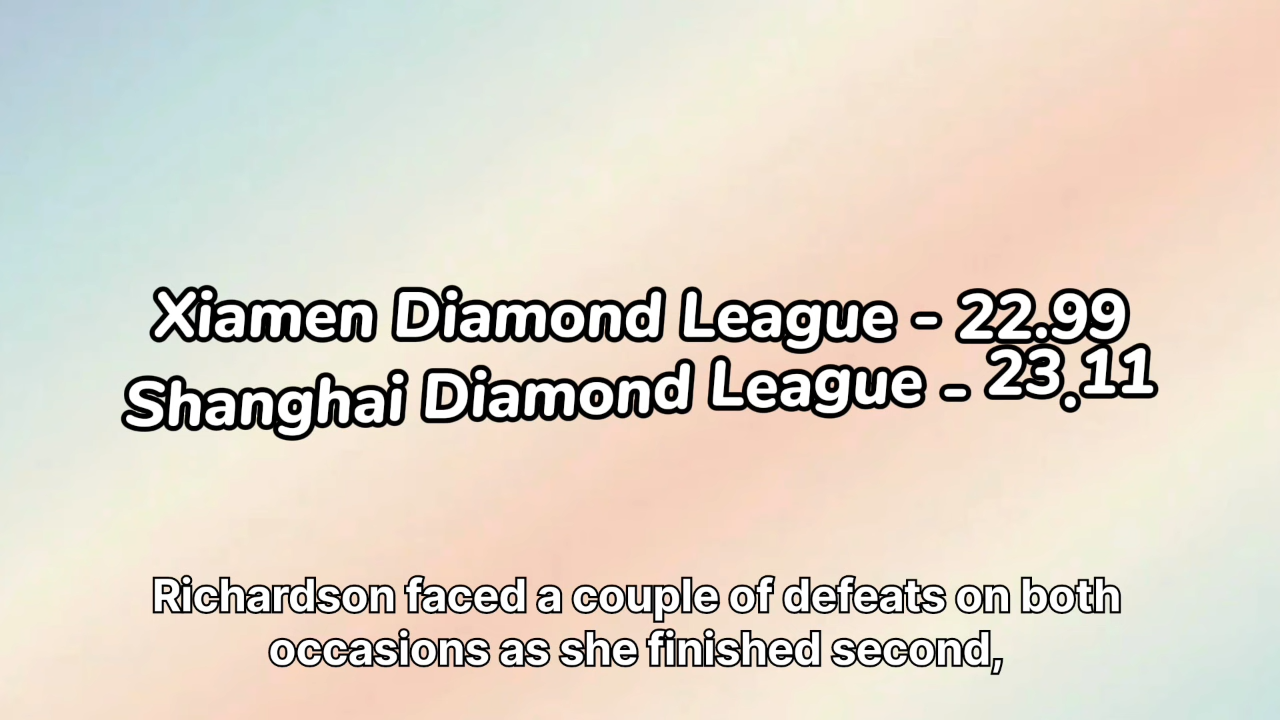 Xiamen Diamond League - 22.99
Shanghai Diamond League - 23.11
Richardson faced a couple of defeats on both
occasions as she finished second,